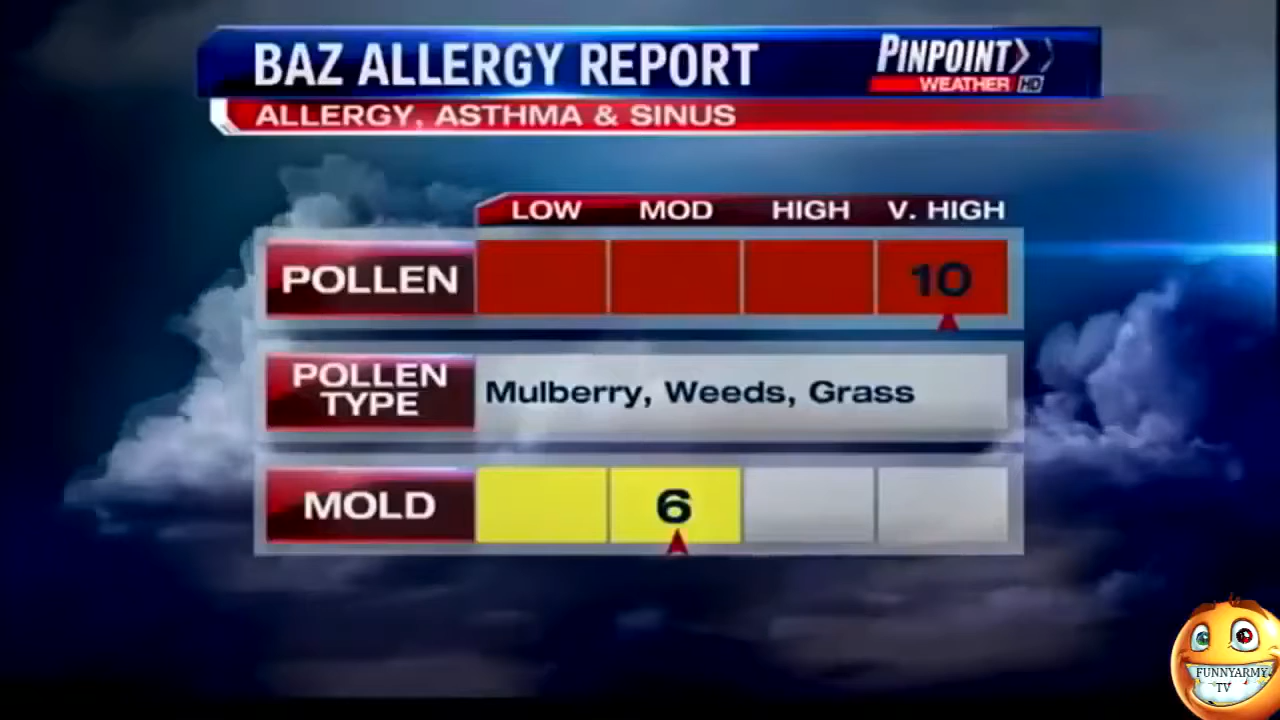 BAZ ALLERGY REPORT
PINPOINT
WEATHER HD
ALLERGY, ASTHMA & SINUS
LOW MOD HIGH V. HIGH
POLLEN 10
POLLEN
TYPE
Mulberry, Weeds, Grass
MOLD 6
FUNNYARMY
TV